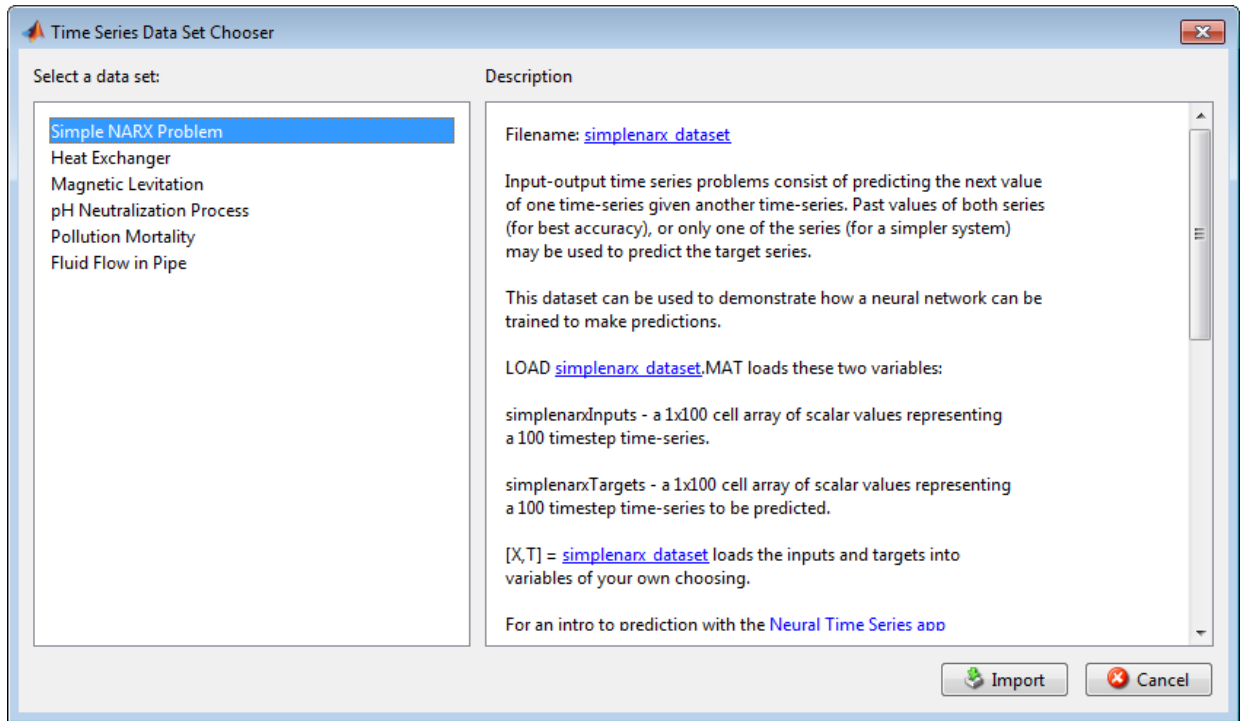 Time Series Data Set Chooser
Select a data set:
Simple NARX Problem
Heat Exchanger
Magnetic Levitation
pH Neutralization Process
Pollution Mortality
Fluid Flow in Pipe
Description
Filename: simplenarx_dataset
Input-output time series problems consist of predicting the next value
of one time-series given another time-series. Past values of both series
(for best accuracy), or only one of the series (for a simpler system)
may be used to predict the target series.
This dataset can be used to demonstrate how a neural network can be
trained to make predictions.
LOAD simplenarx_dataset.MAT loads these two variables:
simplenarxInputs - a 1x100 cell array of scalar values representing
a 100 timestep time-series.
simplenarxTargets - a 1x100 cell array of scalar values representing
a 100 timestep time-series to be predicted.
[X,T] = simplenarx_dataset loads the inputs and targets into
variables of your own choosing.
For an intro to prediction with the Neural Time Series app
Import
Cancel